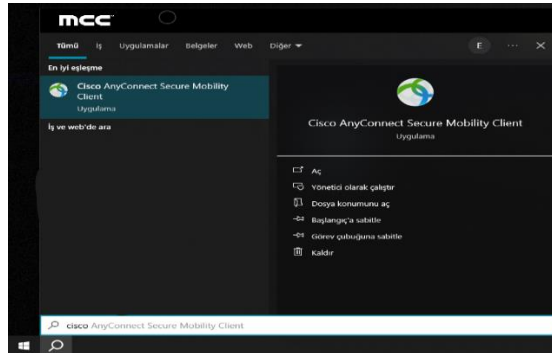 mcc
Tümü İş Uygulamalar Belgeler Web Diğer E ...
En iyi eşleşme
Cisco AnyConnect Secure Mobility
Client
Uygulama
İş ve web'de ara
Cisco AnyConnect Secure Mobility Client
Uygulama
Aç
Yönetici olarak çalıştır
Dosya konumunu aç
Başlangıç'a sabitle
Görev çubuğuna sabitle
Kaldır
cisco AnyConnect Secure Mobility Client